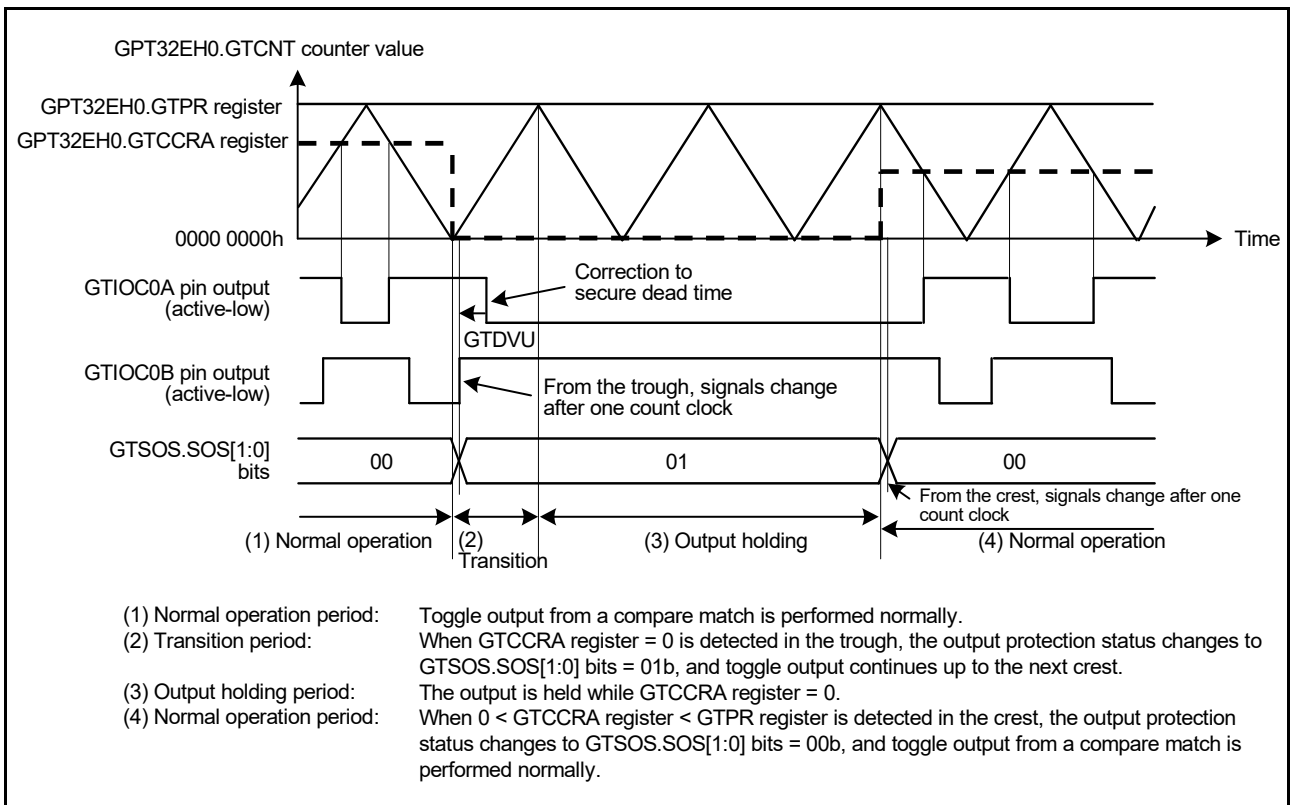 GPT32EH0.GTCNT counter value
GPT32EH0.GTPR register
GPT32EH0.GTCCRA register
0000 0000h
Time
GTIOC0A pin output
(active-low)
Correction to
secure dead time
GTDVU
GTIOC0B pin output
(active-low)
From the trough, signals change
after one count clock
GTSOS.SOS[1:0]
bits
00
01
00
From the crest, signals change after one
count clock
(1) Normal operation
(2)
Transition
(3) Output holding
(4) Normal operation
(1) Normal operation period: Toggle output from a compare match is performed normally.
(2) Transition period: When GTCCRA register = 0 is detected in the trough, the output protection status changes to
GTSOS.SOS[1:0] bits = 01b, and toggle output continues up to the next crest.
(3) Output holding period: The output is held while GTCCRA register = 0.
(4) Normal operation period: When 0 < GTCCRA register < GTPR register is detected in the crest, the output protection
status changes to GTSOS.SOS[1:0] bits = 00b, and toggle output from a compare match is
performed normally.